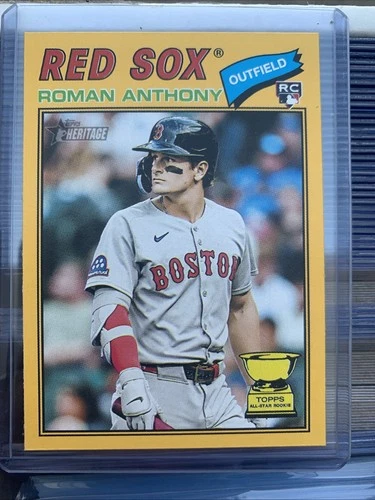 RED SOX®
OUTFIELD
ROMAN ANTHONY
RC
Topps
HERITAGE
B
BOSTON
TOPPS
ALL-STAR ROOKIE